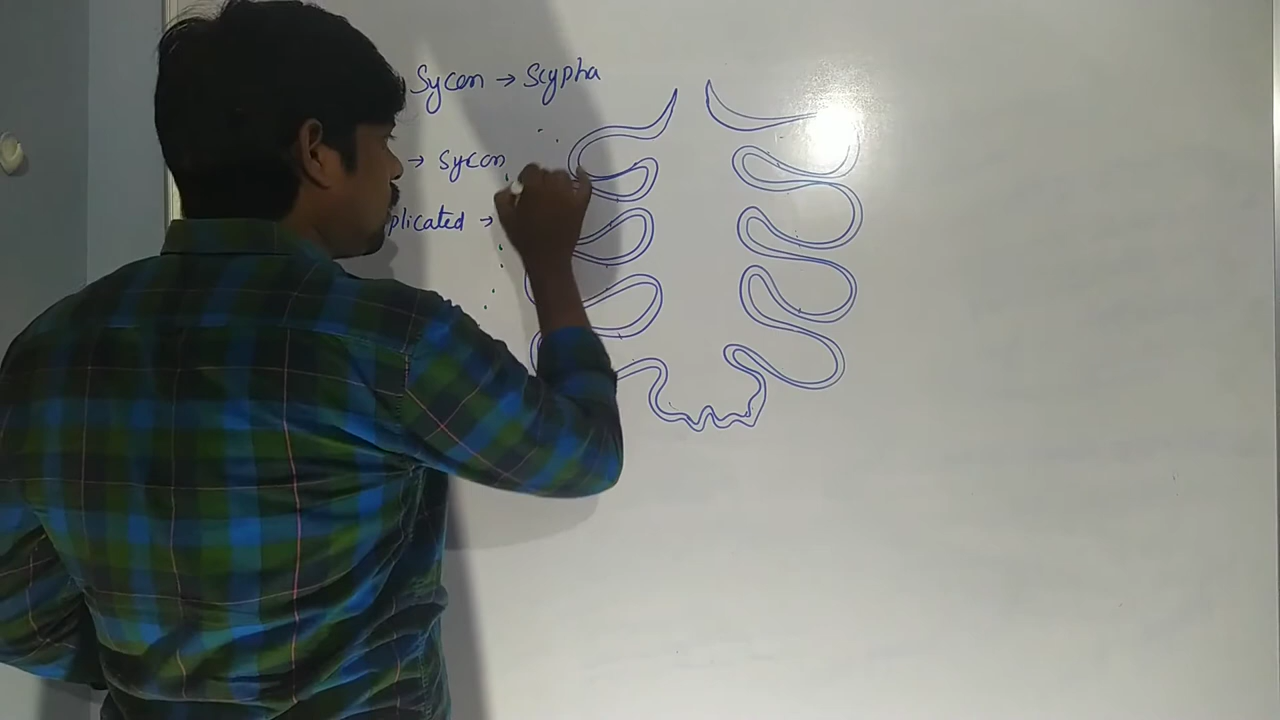 Sycon → Scypha
→ Sycon
plicated →